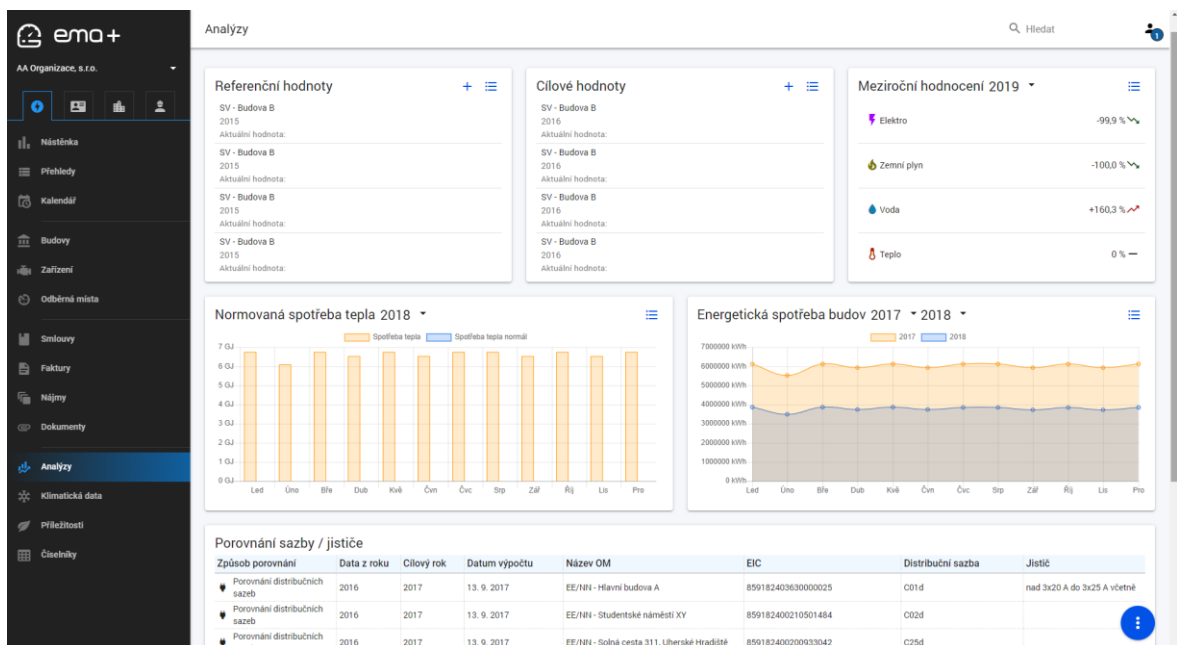 ema+
Analýzy
Hledat
1
AA Organizace, s.r.o.
Nástěnka
Přehledy
Kalendář
Budovy
Zařízení
Odběrná místa
Smlouvy
Faktury
Nájmy
Dokumenty
Analýzy
Klimatická data
Příležitosti
Číselníky
Referenční hodnoty
SV - Budova B
2015
Aktuální hodnota:
SV - Budova B
2015
Aktuální hodnota:
SV - Budova B
2015
Aktuální hodnota:
SV - Budova B
2015
Aktuální hodnota:
Cílové hodnoty
SV - Budova B
2016
Aktuální hodnota:
SV - Budova B
2016
Aktuální hodnota:
SV - Budova B
2016
Aktuální hodnota:
SV - Budova B
2016
Aktuální hodnota:
Meziroční hodnocení 2019
Elektro -99,9 %
Zemní plyn -100,0 %
Voda +160,3 %
Teplo 0 %
Normovaná spotřeba tepla 2018
Spotřeba tepla Spotřeba tepla normál
7 GJ
6 GJ
5 GJ
4 GJ
3 GJ
2 GJ
1 GJ
0 GJ
Led Úno Bře Dub Kvě Čvn Čvc Srp Zář Říj Lis Pro
Energetická spotřeba budov 2017 2018
2017 2018
7000000 kWh
6000000 kWh
5000000 kWh
4000000 kWh
3000000 kWh
2000000 kWh
1000000 kWh
0 kWh
Led Úno Bře Dub Kvě Čvn Čvc Srp Zář Říj Lis Pro
Porovnání sazby / jističe
Způsob porovnání Data z roku Cílový rok Datum výpočtu Název OM EIC Distribuční sazba Jistič
Porovnání distribučních
sazeb 2016 2017 13. 9. 2017 EE/NN - Hlavní budova A 859182403630000025 C01d nad 3x20 A do 3x25 A včetně
Porovnání distribučních
sazeb 2016 2017 13. 9. 2017 EE/NN - Studentské náměstí XY 859182400210501484 C02d
Porovnání distribučních
2016 2017 13. 9. 2017 EE/NN - Solná cesta 311, Uherské Hradiště 859182400200933042 C25d